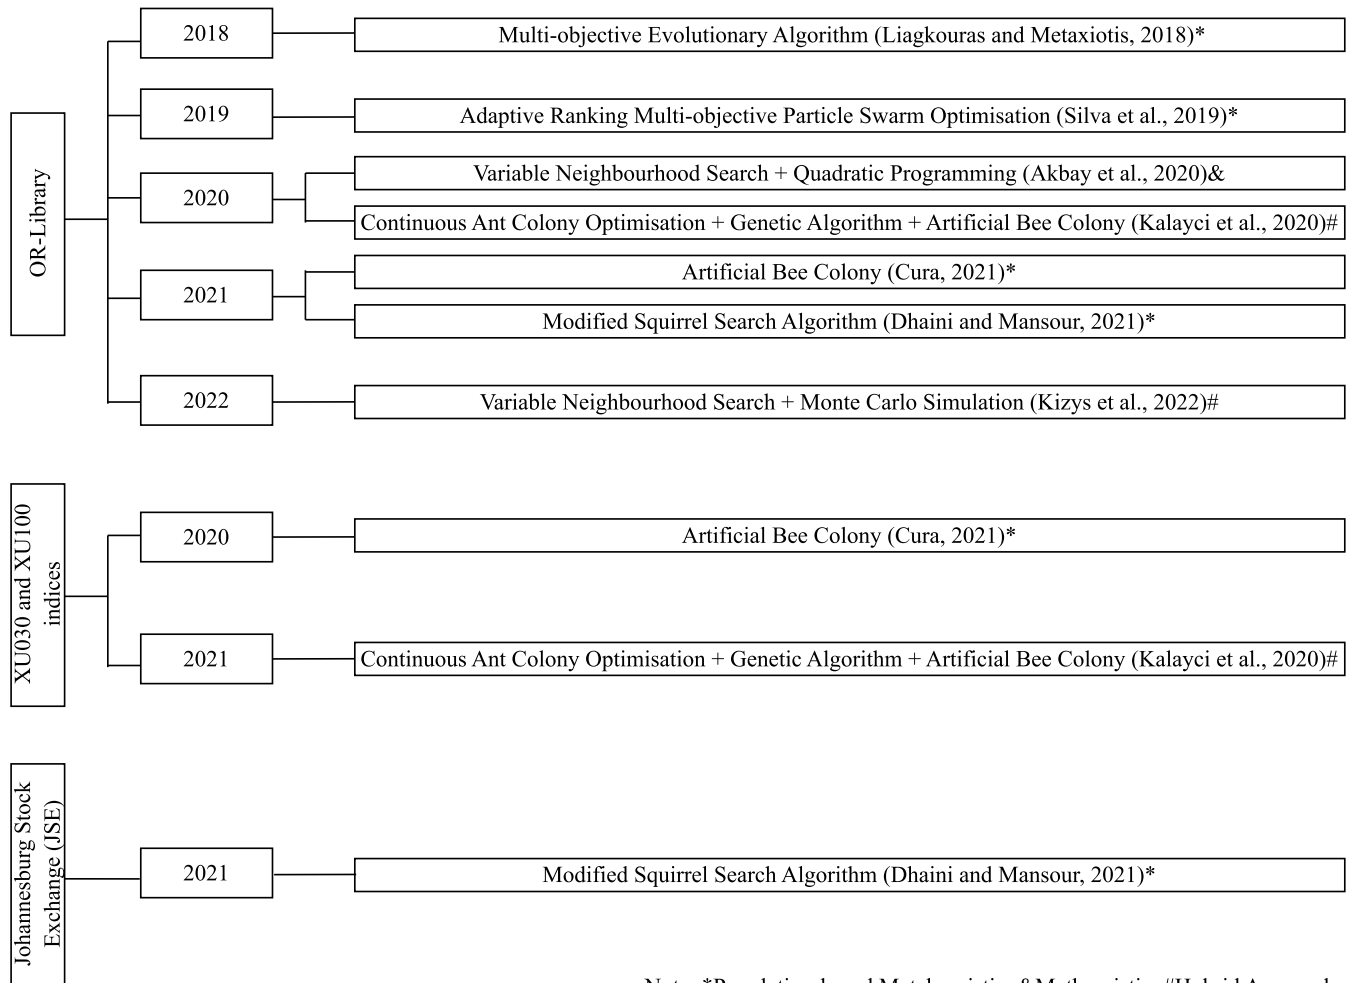 OR-Library
2018
Multi-objective Evolutionary Algorithm (Liagkouras and Metaxiotis, 2018)*
2019
Adaptive Ranking Multi-objective Particle Swarm Optimisation (Silva et al., 2019)*
2020
Variable Neighbourhood Search + Quadratic Programming (Akbay et al., 2020)&
Continuous Ant Colony Optimisation + Genetic Algorithm + Artificial Bee Colony (Kalayci et al., 2020)#
2021
Artificial Bee Colony (Cura, 2021)*
Modified Squirrel Search Algorithm (Dhaini and Mansour, 2021)*
2022
Variable Neighbourhood Search + Monte Carlo Simulation (Kizys et al., 2022)#
XU030 and XU100
indices
2020
Artificial Bee Colony (Cura, 2021)*
2021
Continuous Ant Colony Optimisation + Genetic Algorithm + Artificial Bee Colony (Kalayci et al., 2020)#
Johannesburg Stock
Exchange (JSE)
2021
Modified Squirrel Search Algorithm (Dhaini and Mansour, 2021)*